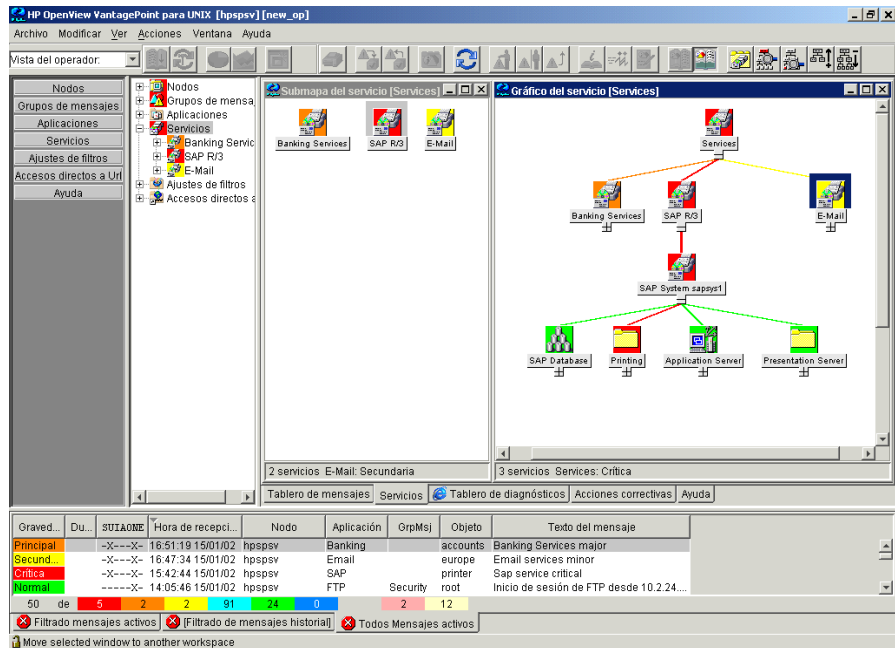 HP OpenView VantagePoint para UNIX [hpspsv] [new_op]
Archivo Modificar Ver Acciones Ventana Ayuda
Vista del operador:
Nodos
Grupos de mensajes
Aplicaciones
Servicios
Ajustes de filtros
Accesos directos a Url
Ayuda
Nodos
Grupos de mensa
Aplicaciones
Servicios
Banking Servic
SAP R/3
E-Mail
Ajustes de filtros
Accesos directos a
Submapa del servicio [Services]
Banking Services SAP R/3 E-Mail
2 servicios E-Mail: Secundaria
Gráfico del servicio [Services]
Services
Banking Services SAP R/3 E-Mail
SAP System sapsys1
SAP Database Printing Application Server Presentation Server
3 servicios Services: Crítica
Tablero de mensajes Servicios Tablero de diagnósticos Acciones correctivas Ayuda
Graved... Du... SUIAONE Hora de recepci... Nodo Aplicación GrpMsj Objeto Texto del mensaje
Principal -X---X- 16:51:19 15/01/02 hpspsv Banking accounts Banking Services major
Secund... -X---X- 16:47:34 15/01/02 hpspsv Email europe Email services minor
Crítica -X---X- 15:42:44 15/01/02 hpspsv SAP printer Sap service critical
Normal -----X- 14:05:46 15/01/02 hpspsv FTP Security root Inicio de sesión de FTP desde 10.2.24....
50 de 5 2 2 91 24 0 2 12
Filtrado mensajes activos [Filtrado de mensajes historial] Todos Mensajes activos
Move selected window to another workspace